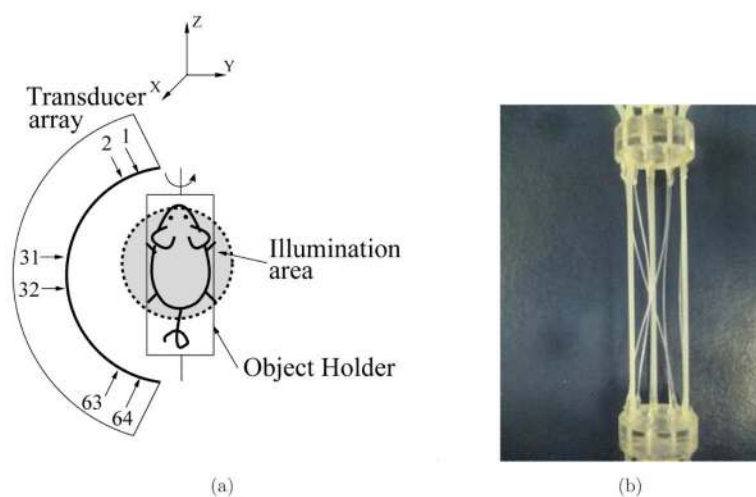 Z
Y
X
Transducer
array
2
1
31
32
63
64
Illumination
area
Object Holder
(a)
(b)